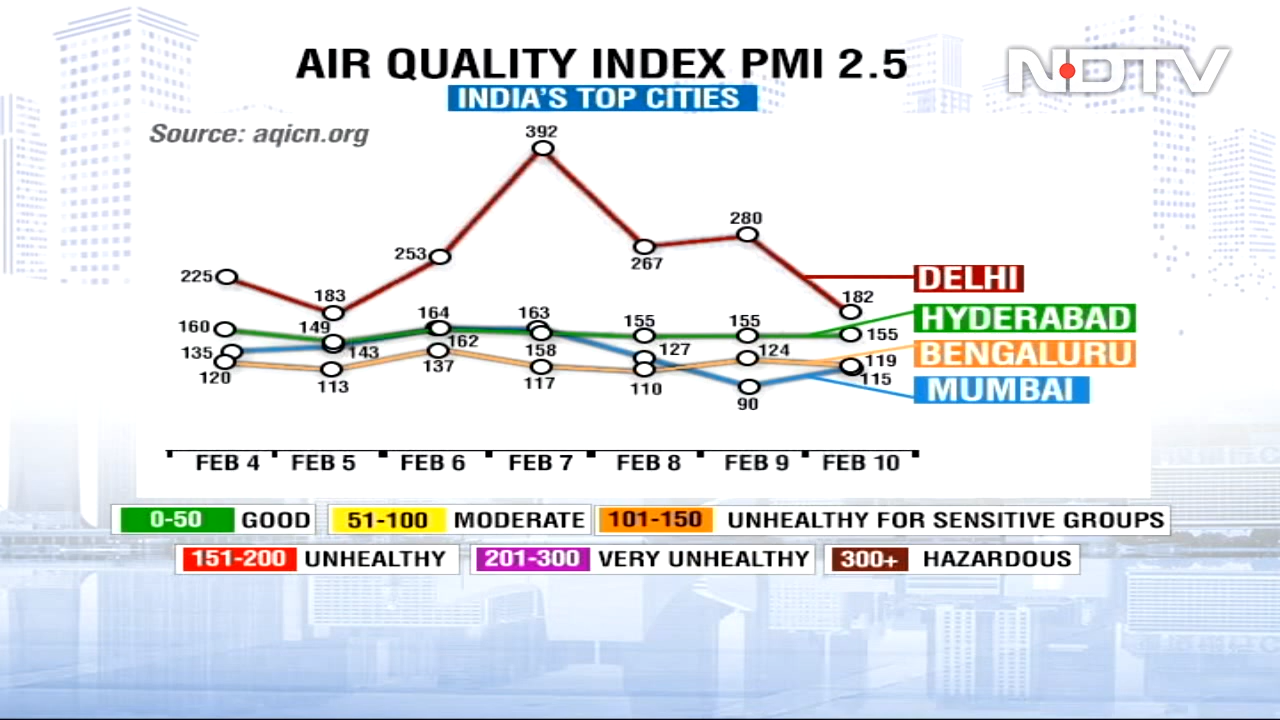 AIR QUALITY INDEX PMI 2.5
NDTV
INDIA'S TOP CITIES
Source: aqicn.org
392
280
253
267
225
183
182
DELHI
160
149
164
163
155
155
155
HYDERABAD
135
143
162
158
127
124
119
BENGALURU
120
113
137
117
110
90
115
MUMBAI
FEB 4 FEB 5 FEB 6 FEB 7 FEB 8 FEB 9 FEB 10
0-50 GOOD 51-100 MODERATE 101-150 UNHEALTHY FOR SENSITIVE GROUPS
151-200 UNHEALTHY 201-300 VERY UNHEALTHY 300+ HAZARDOUS